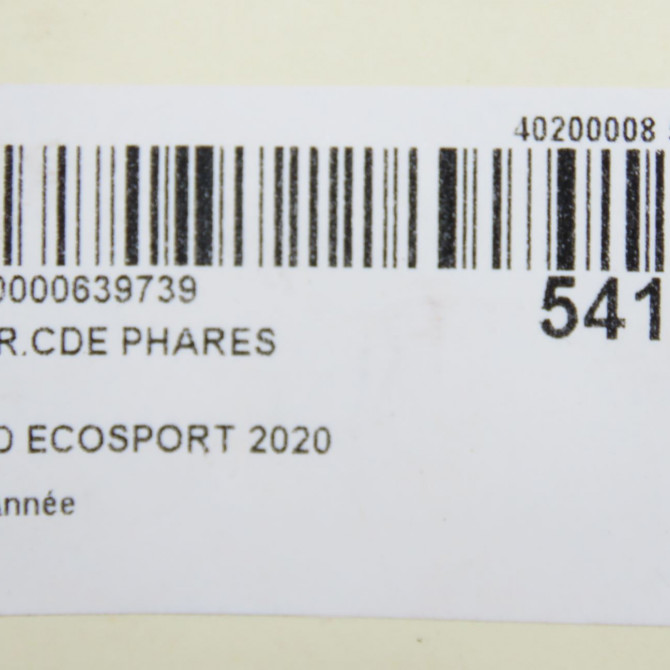 40200008
0000639739
541
R.CDE PHARES
O ECOSPORT 2020
année